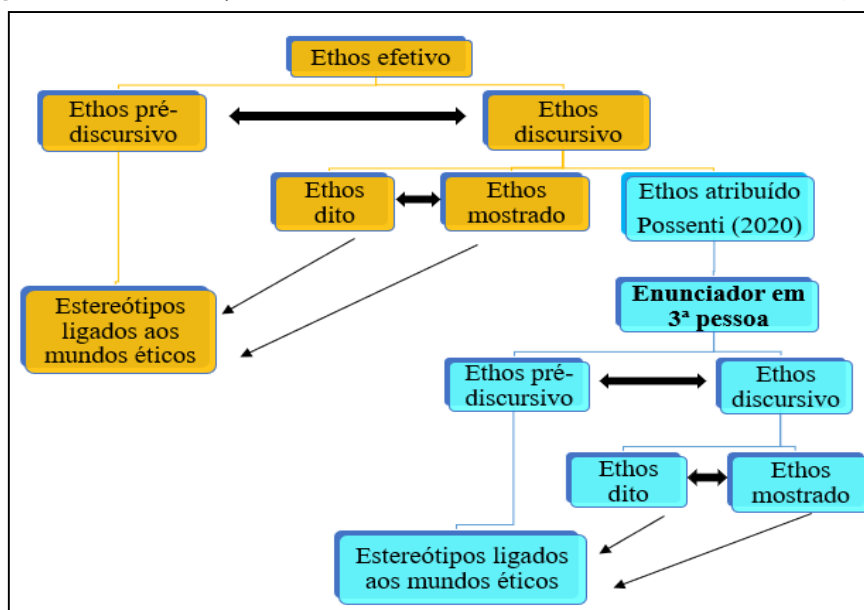 Ethos efetivo
Ethos pré-
discursivo
Ethos
discursivo
Ethos
dito
Ethos
mostrado
Ethos atribuído
Possenti (2020)
Estereótipos
ligados aos
mundos éticos
Enunciador em
3ª pessoa
Ethos pré-
discursivo
Ethos
discursivo
Ethos
dito
Ethos
mostrado
Estereótipos ligados
aos mundos éticos